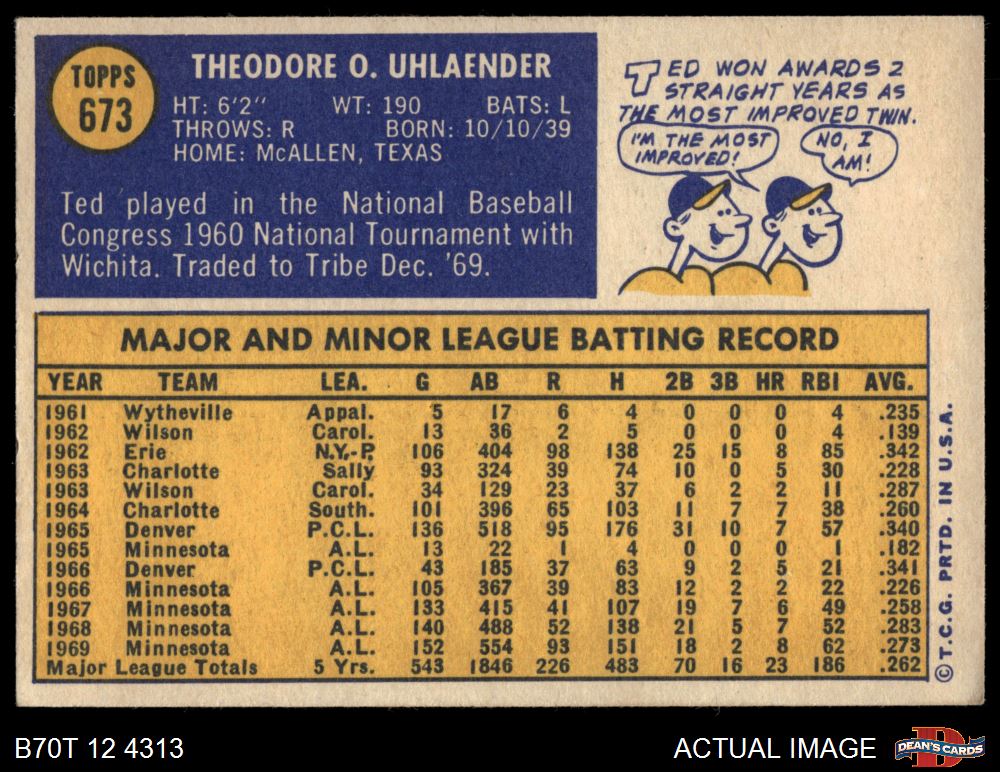 TOPPS
673
THEODORE O. UHLAENDER
HT: 6'2" WT: 190 BATS: L
THROWS: R BORN: 10/10/39
HOME: McALLEN, TEXAS
Ted played in the National Baseball
Congress 1960 National Tournament with
Wichita. Traded to Tribe Dec. '69.
TED WON AWARDS 2
STRAIGHT YEARS AS
THE MOST IMPROVED TWIN.
I'M THE MOST
IMPROVED!
NO, I
AM!
MAJOR AND MINOR LEAGUE BATTING RECORD
YEAR TEAM LEA. G AB R H 2B 3B HR RBI AVG.
1961 Wytheville Appal. 5 17 6 4 0 0 0 4 .235
1962 Wilson Carol. 13 36 2 5 0 0 0 4 .139
1962 Erie N.Y.-P. 106 404 98 138 25 15 8 85 .342
1963 Charlotte Sally 93 324 39 74 10 0 5 30 .228
1963 Wilson Carol. 34 129 23 37 6 2 2 11 .287
1964 Charlotte South. 101 396 65 103 11 7 7 38 .260
1965 Denver P.C.L. 136 518 95 176 31 10 7 57 .340
1965 Minnesota A.L. 13 22 1 4 0 0 0 1 .182
1966 Denver P.C.L. 43 185 37 63 9 2 5 21 .341
1966 Minnesota A.L. 105 367 39 83 12 2 2 22 .226
1967 Minnesota A.L. 133 415 41 107 19 7 6 49 .258
1968 Minnesota A.L. 140 488 52 138 21 5 7 52 .283
1969 Minnesota A.L. 152 554 93 151 18 2 8 62 .273
Major League Totals 5 Yrs. 543 1846 226 483 70 16 23 186 .262
© T.C.G. PRTD. IN U.S.A.
B70T 12 4313
ACTUAL IMAGE
D
DEAN'S CARDS